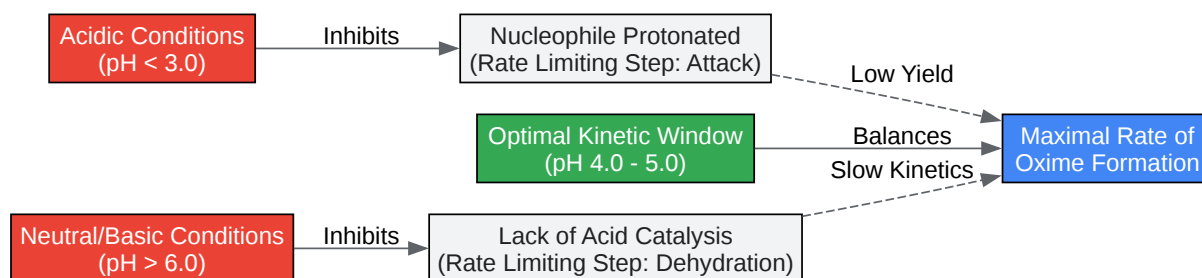 Acidic Conditions
(pH < 3.0)
Inhibits
Nucleophile Protonated
(Rate Limiting Step: Attack)
Low Yield
Optimal Kinetic Window
(pH 4.0 - 5.0)
Balances
Maximal Rate of
Oxime Formation
Slow Kinetics
Neutral/Basic Conditions
(pH > 6.0)
Inhibits
Lack of Acid Catalysis
(Rate Limiting Step: Dehydration)